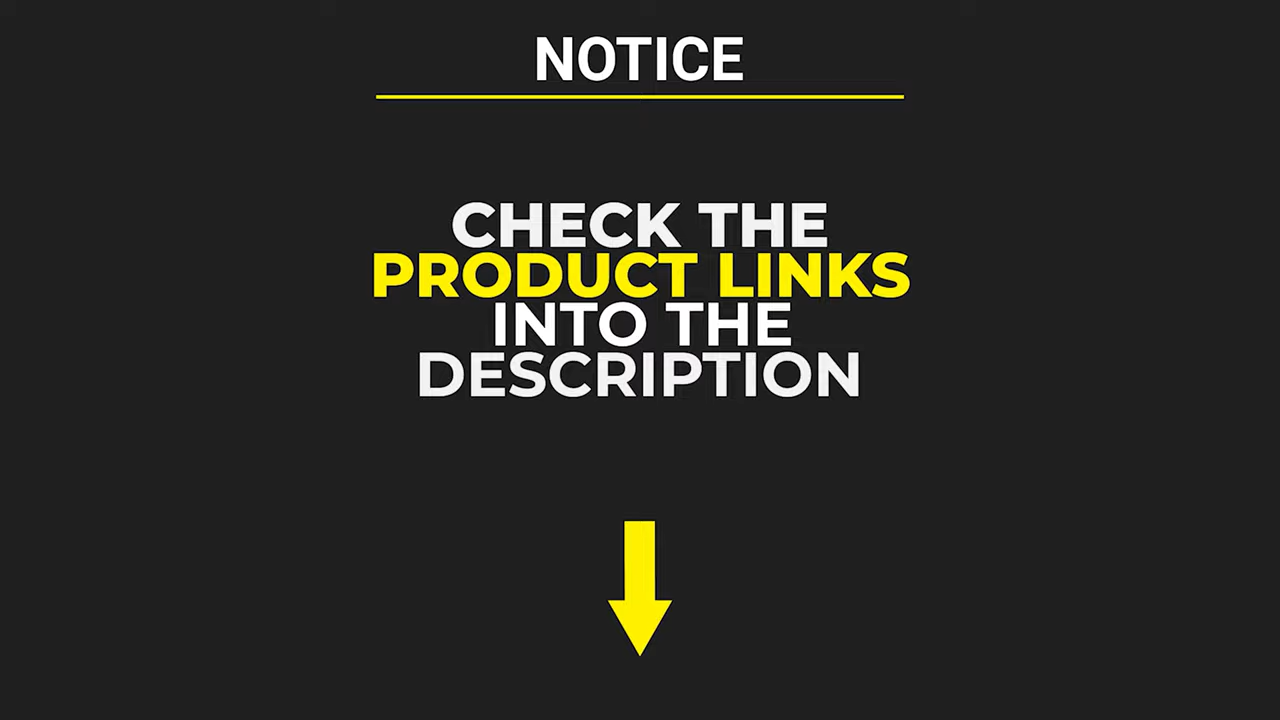 NOTICE
CHECK THE
PRODUCT LINKS
INTO THE
DESCRIPTION